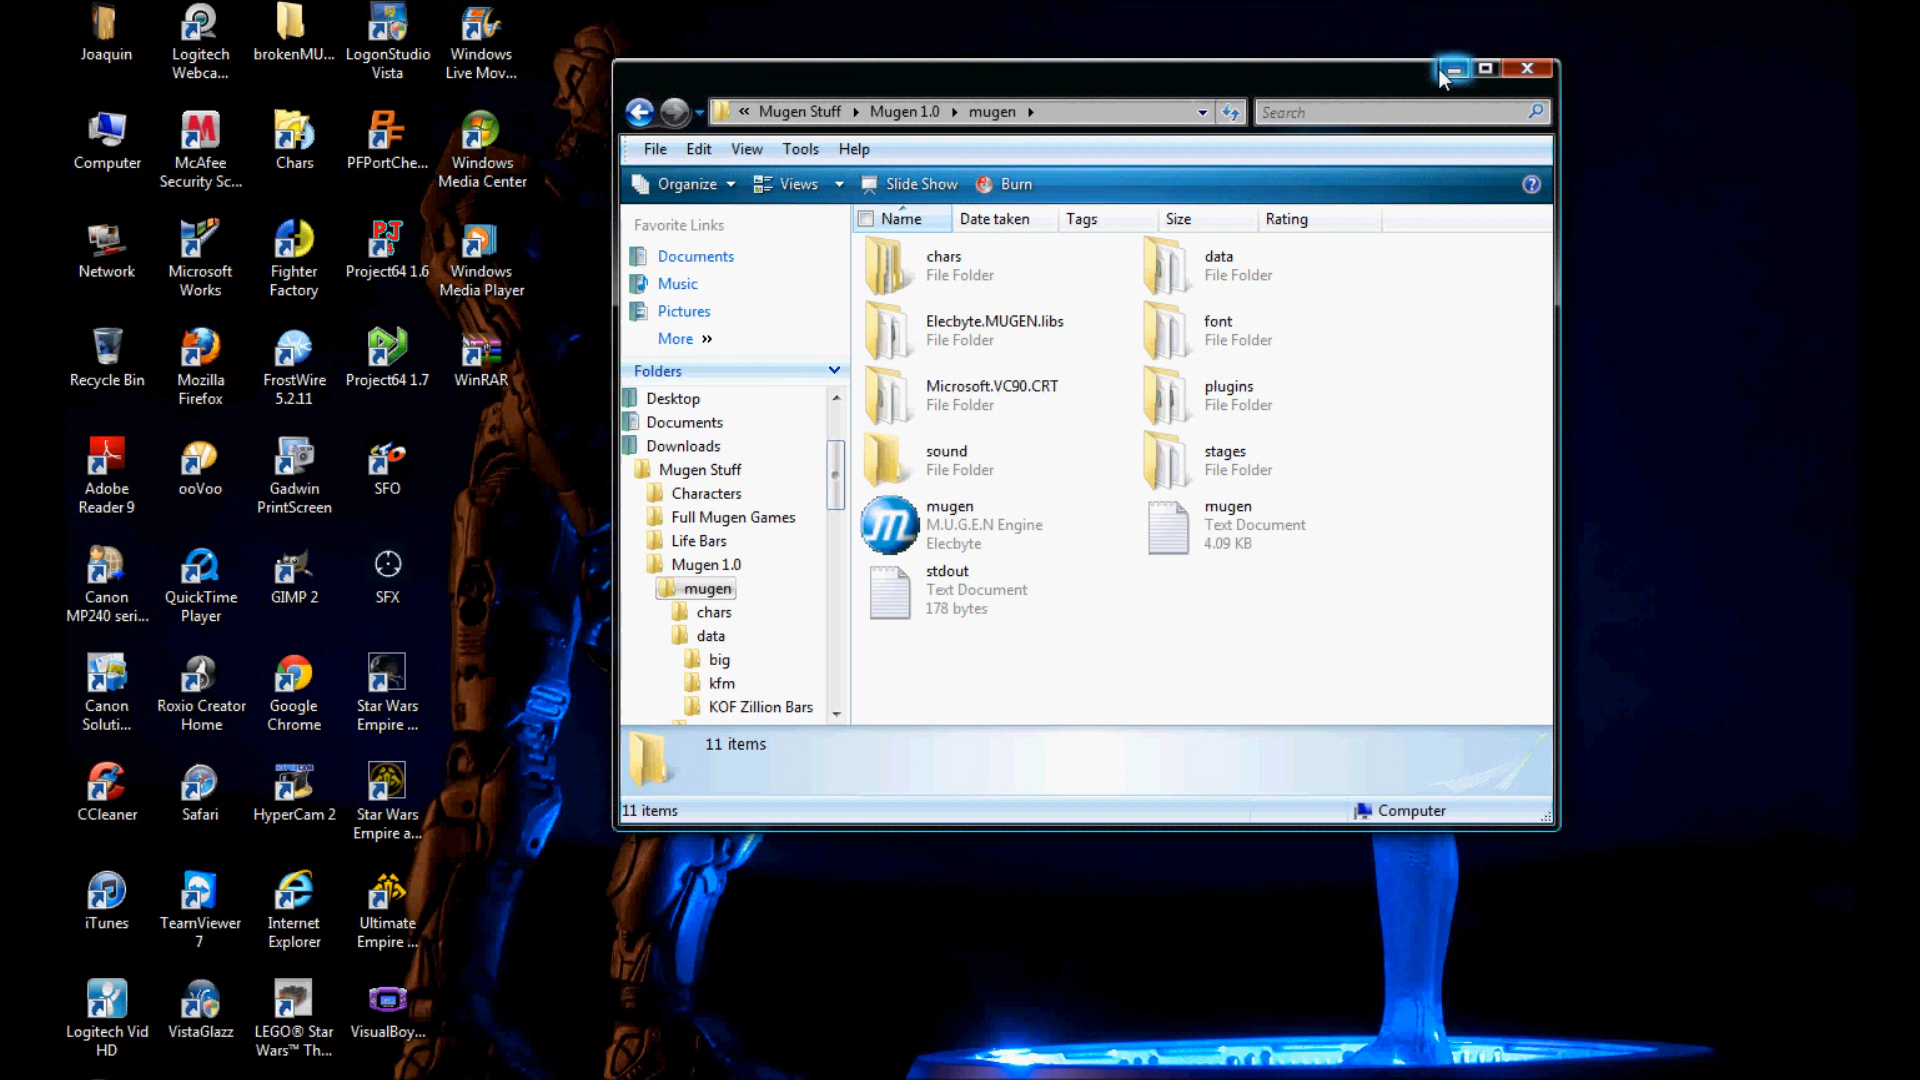 Joaquin
Logitech
Webca...
brokenMU...
LogonStudio
Vista
Windows
Live Mov...
Computer
McAfee
Security Sc...
Chars
PFPortChe...
Windows
Media Center
Network
Microsoft
Works
Fighter
Factory
Project64 1.6
Windows
Media Player
Recycle Bin
Mozilla
Firefox
FrostWire
5.2.11
Project64 1.7
WinRAR
Adobe
Reader 9
ooVoo
Gadwin
PrintScreen
SFO
Canon
MP240 seri...
QuickTime
Player
GIMP 2
SFX
Canon
Soluti...
Roxio Creator
Home
Google
Chrome
Star Wars
Empire ...
CCleaner
Safari
HyperCam 2
Star Wars
Empire a...
iTunes
TeamViewer
7
Internet
Explorer
Ultimate
Empire ...
Logitech Vid
HD
VistaGlazz
LEGO® Star
Wars™ Th...
VisualBoy...
« Mugen Stuff Mugen 1.0 mugen
Search
File Edit View Tools Help
Organize Views Slide Show Burn
Favorite Links
Documents
Music
Pictures
More »
Folders
Desktop
Documents
Downloads
Mugen Stuff
Characters
Full Mugen Games
Life Bars
Mugen 1.0
mugen
chars
data
big
kfm
KOF Zillion Bars
Name Date taken Tags Size Rating
chars
File Folder
data
File Folder
Elecbyte.MUGEN.libs
File Folder
font
File Folder
Microsoft.VC90.CRT
File Folder
plugins
File Folder
sound
File Folder
stages
File Folder
mugen
M.U.G.E.N Engine
Elecbyte
mugen
Text Document
4.09 KB
stdout
Text Document
178 bytes
11 items
11 items
Computer